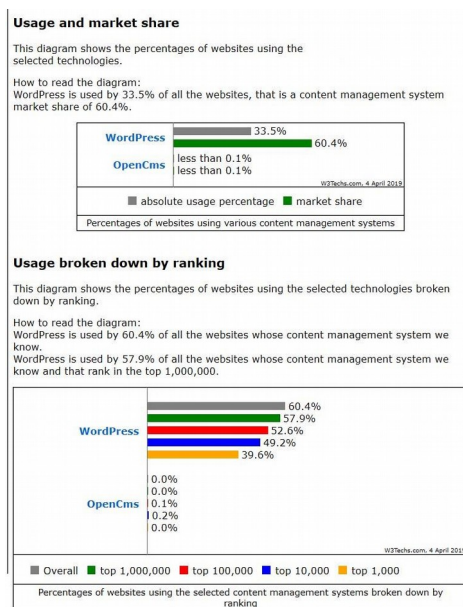 Usage and market share
This diagram shows the percentages of websites using the
selected technologies.
How to read the diagram:
WordPress is used by 33.5% of all the websites, that is a content management system
market share of 60.4%.
WordPress 33.5%
60.4%
OpenCms less than 0.1%
less than 0.1%
W3Techs.com, 4 April 2019
absolute usage percentage market share
Percentages of websites using various content management systems
Usage broken down by ranking
This diagram shows the percentages of websites using the selected technologies broken
down by ranking.
How to read the diagram:
WordPress is used by 60.4% of all the websites whose content management system we
know.
WordPress is used by 57.9% of all the websites whose content management system we
know and that rank in the top 1,000,000.
60.4%
57.9%
WordPress 52.6%
49.2%
39.6%
0.0%
0.0%
OpenCms 0.1%
0.2%
0.0%
W3Techs.com, 4 April 2019
Overall top 1,000,000 top 100,000 top 10,000 top 1,000
Percentages of websites using the selected content management systems broken down by
ranking